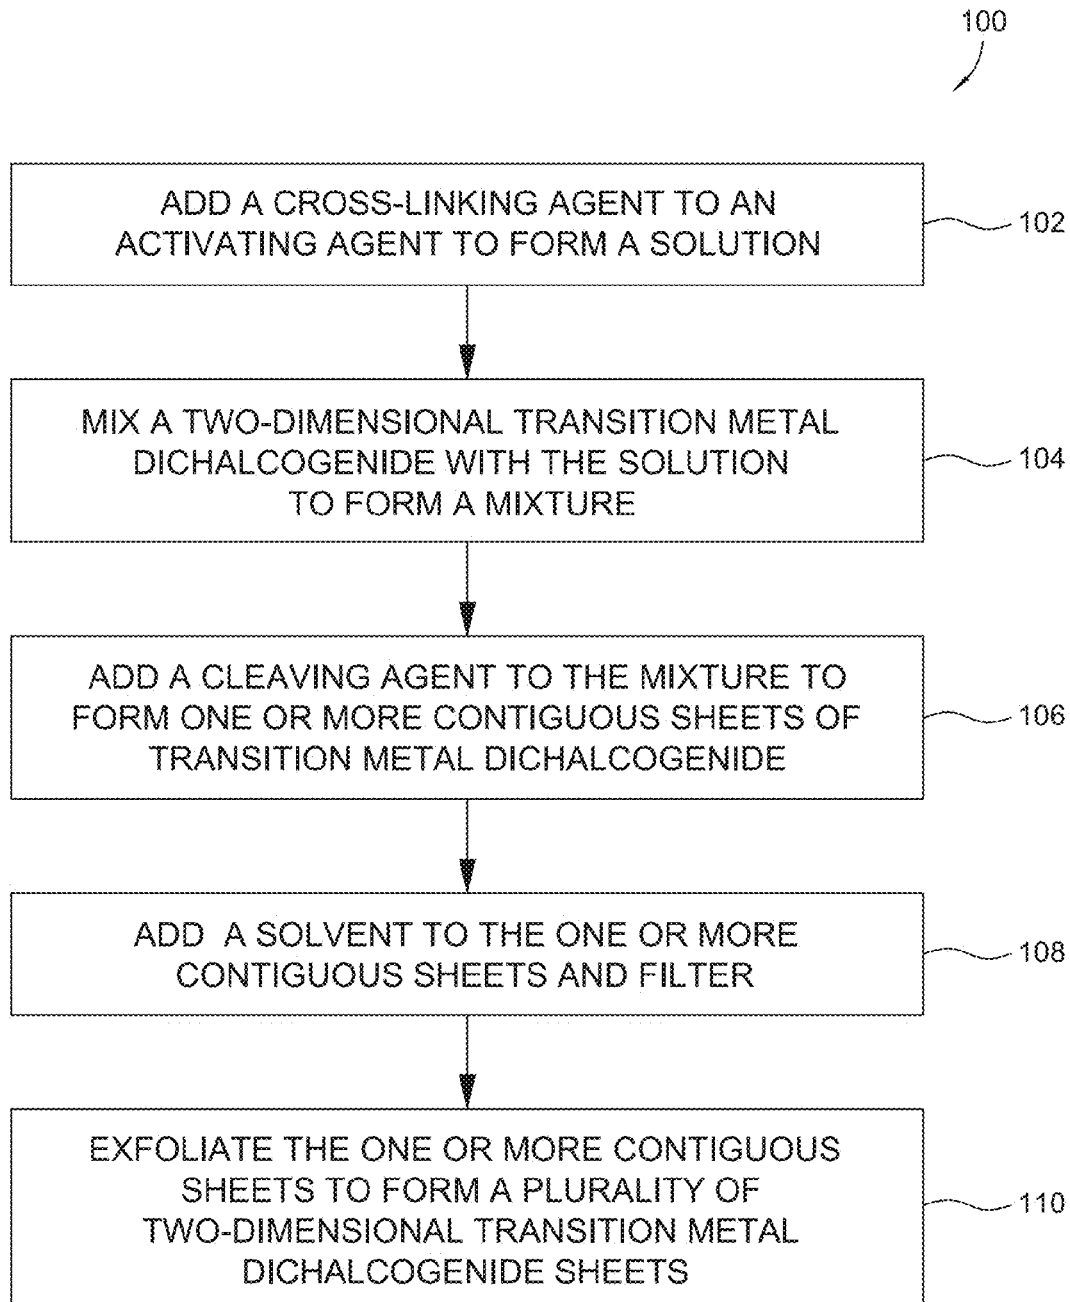 100
ADD A CROSS-LINKING AGENT TO AN
ACTIVATING AGENT TO FORM A SOLUTION
102
MIX A TWO-DIMENSIONAL TRANSITION METAL
DICHALCOGENIDE WITH THE SOLUTION
TO FORM A MIXTURE
104
ADD A CLEAVING AGENT TO THE MIXTURE TO
FORM ONE OR MORE CONTIGUOUS SHEETS OF
TRANSITION METAL DICHALCOGENIDE
106
ADD A SOLVENT TO THE ONE OR MORE
CONTIGUOUS SHEETS AND FILTER
108
EXFOLIATE THE ONE OR MORE CONTIGUOUS
SHEETS TO FORM A PLURALITY OF
TWO-DIMENSIONAL TRANSITION METAL
DICHALCOGENIDE SHEETS
110